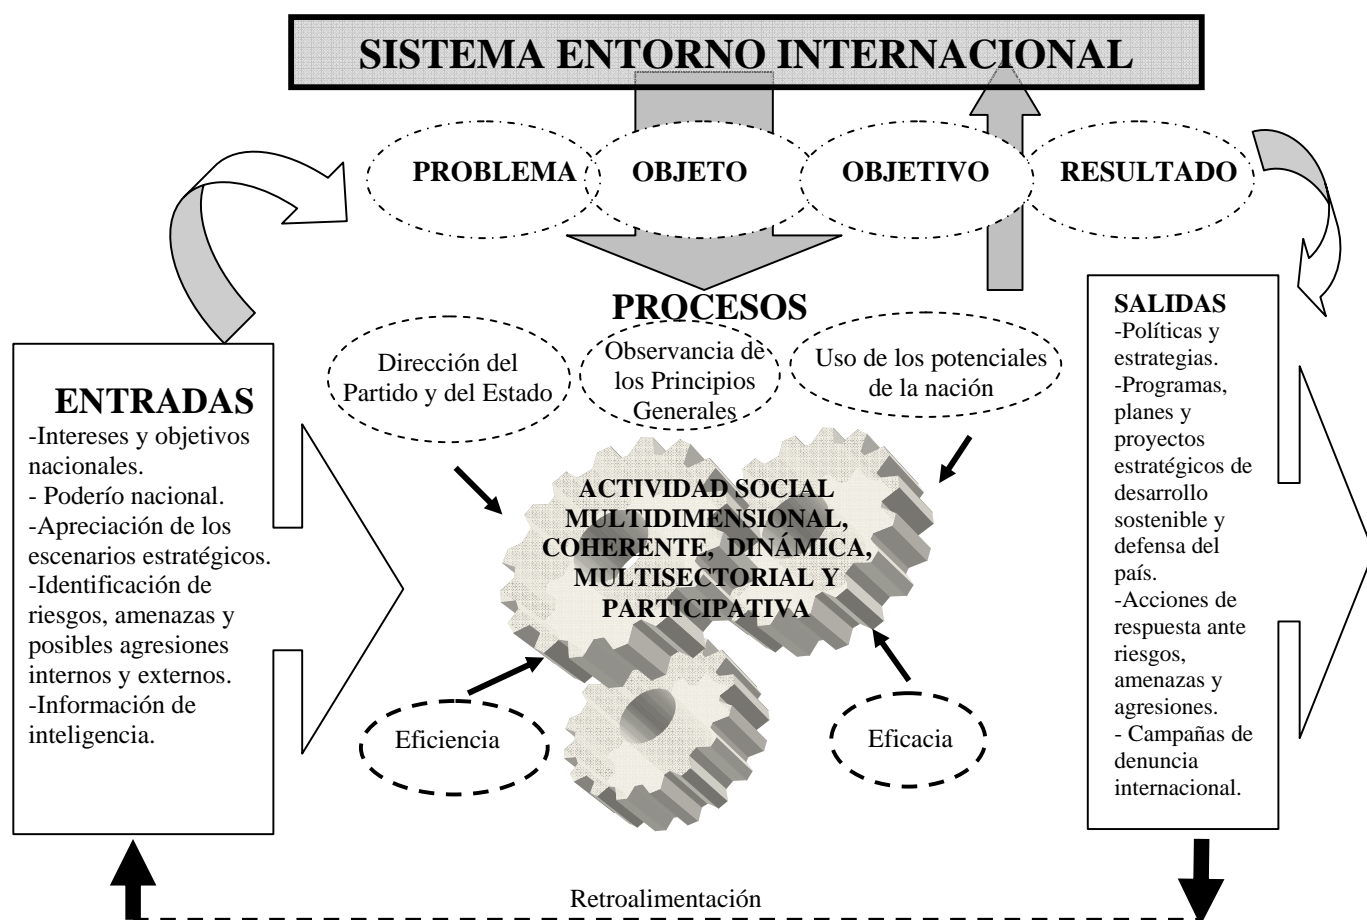 SISTEMA ENTORNO INTERNACIONAL
PROBLEMA
OBJETO
OBJETIVO
RESULTADO
PROCESOS
Dirección del
Partido y del Estado
Observancia de
los Principios
Generales
Uso de los potenciales
de la nación
ENTRADAS
-Intereses y objetivos
nacionales.
- Poderío nacional.
-Apreciación de los
escenarios estratégicos.
-Identificación de
riesgos, amenazas y
posibles agresiones
internos y externos.
-Información de
inteligencia.
ACTIVIDAD SOCIAL
MULTIDIMENSIONAL,
COHERENTE, DINÁMICA,
MULTISECTORIAL Y
PARTICIPATIVA
Eficiencia
Eficacia
SALIDAS
-Políticas y
estrategias.
-Programas,
planes y
proyectos
estratégicos de
desarrollo
sostenible y
defensa del
país.
-Acciones de
respuesta ante
riesgos,
amenazas y
agresiones.
- Campañas de
denuncia
internacional.
Retroalimentación